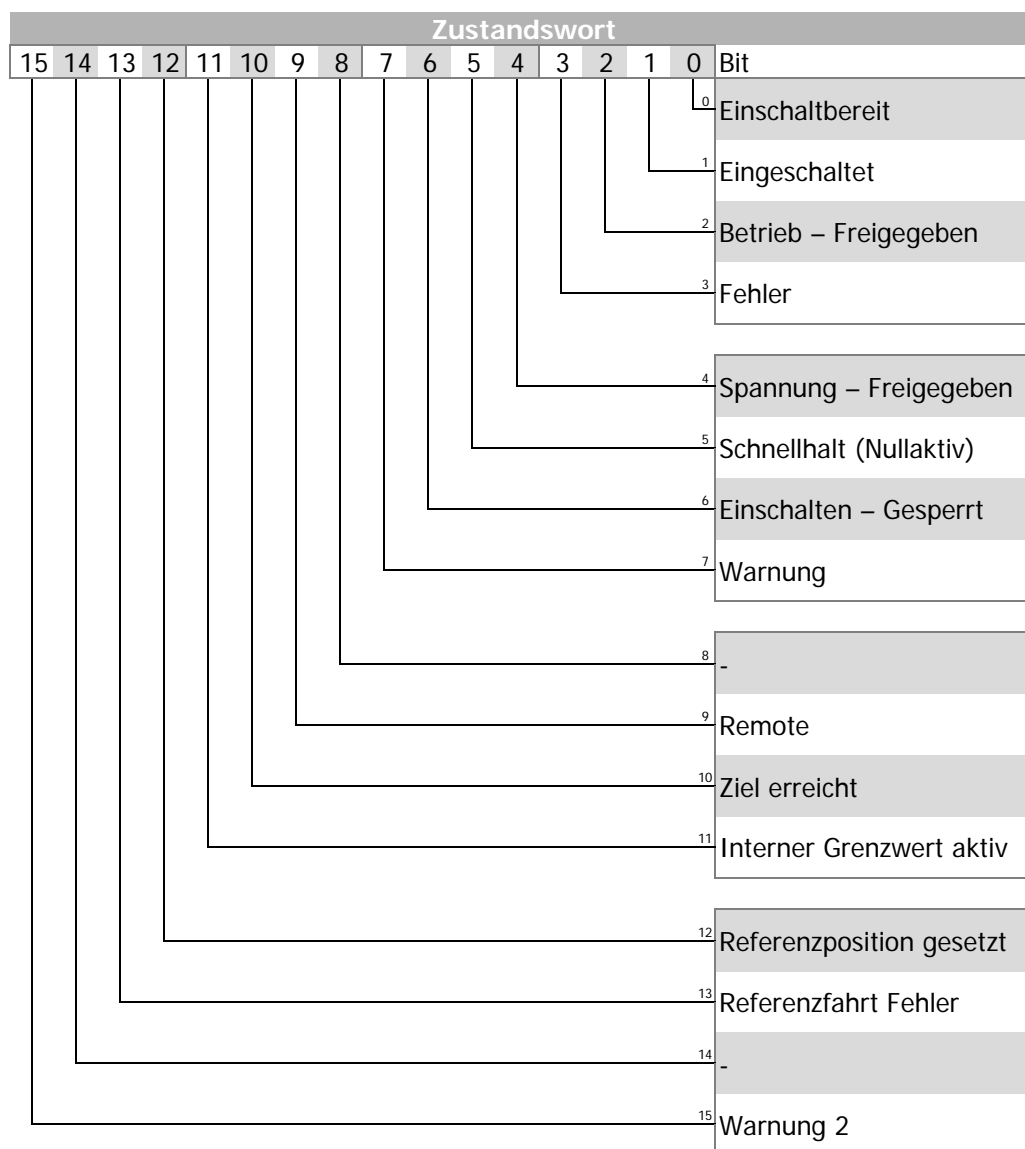 Zustandswort
15 14 13 12 11 10 9 8 7 6 5 4 3 2 1 0 Bit
0 Einschaltbereit
1 Eingeschaltet
2 Betrieb – Freigegeben
3 Fehler
4 Spannung – Freigegeben
5 Schnellhalt (Nullaktiv)
6 Einschalten – Gesperrt
7 Warnung
8 -
9 Remote
10 Ziel erreicht
11 Interner Grenzwert aktiv
12 Referenzposition gesetzt
13 Referenzfahrt Fehler
14 -
15 Warnung 2